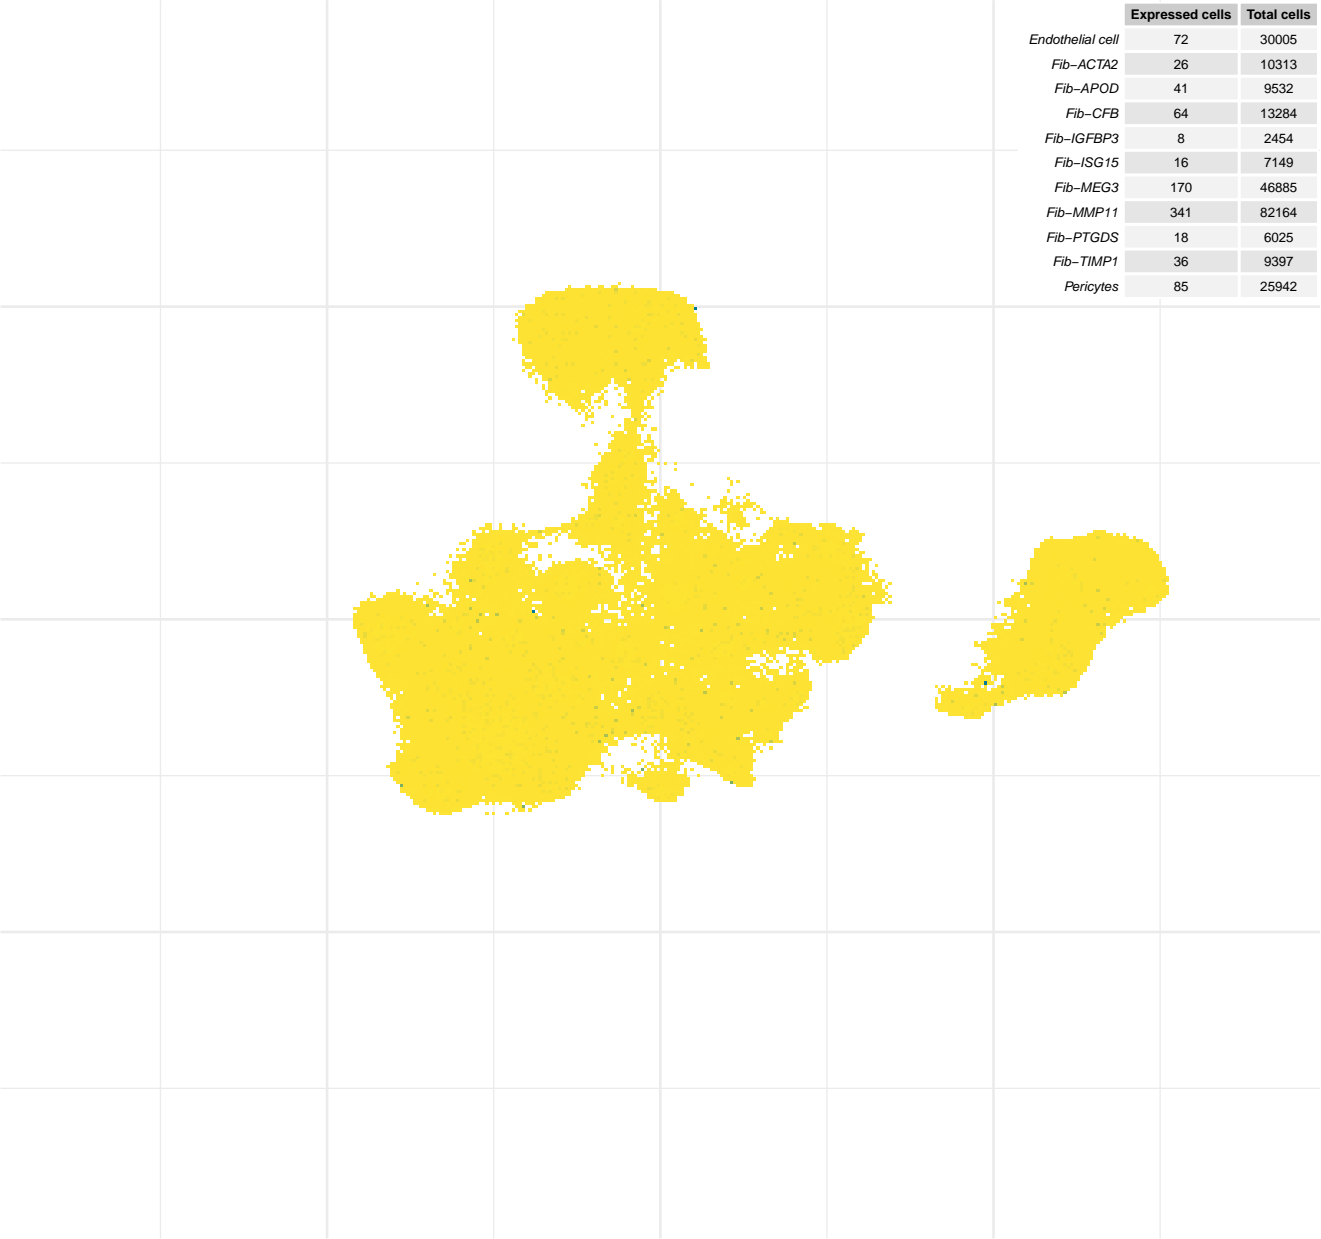 Expressed cells Total cells
Endothelial cell 72 30005
Fib−ACTA2 26 10313
Fib−APOD 41 9532
Fib−CFB 64 13284
Fib−IGFBP3 8 2454
Fib−ISG15 16 7149
Fib−MEG3 170 46885
Fib−MMP11 341 82164
Fib−PTGDS 18 6025
Fib−TIMP1 36 9397
Pericytes 85 25942